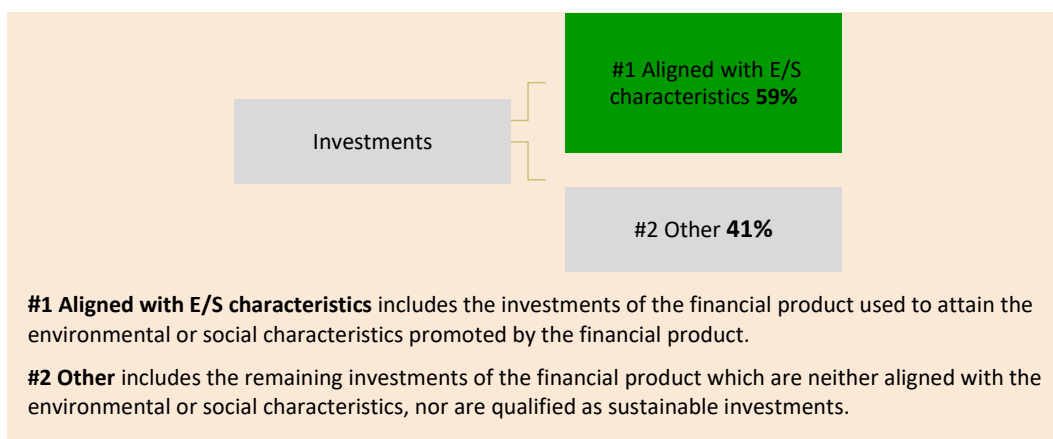 #1 Aligned with E/S
characteristics 59%
Investments
#2 Other 41%
#1 Aligned with E/S characteristics includes the investments of the financial product used to attain the
environmental or social characteristics promoted by the financial product.
#2 Other includes the remaining investments of the financial product which are neither aligned with the
environmental or social characteristics, nor are qualified as sustainable investments.